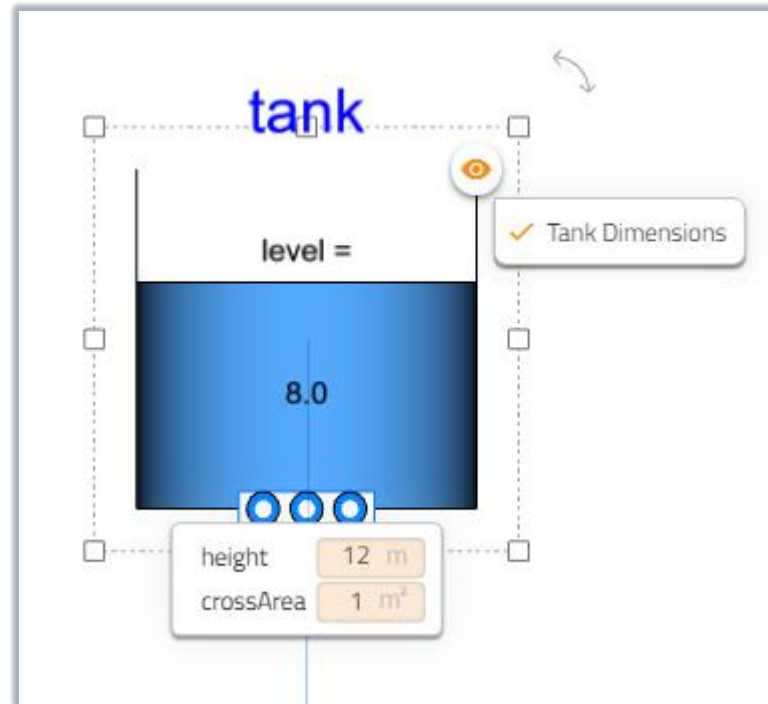 tank
level =
Tank Dimensions
8.0
height 12 m
crossArea 1 m²